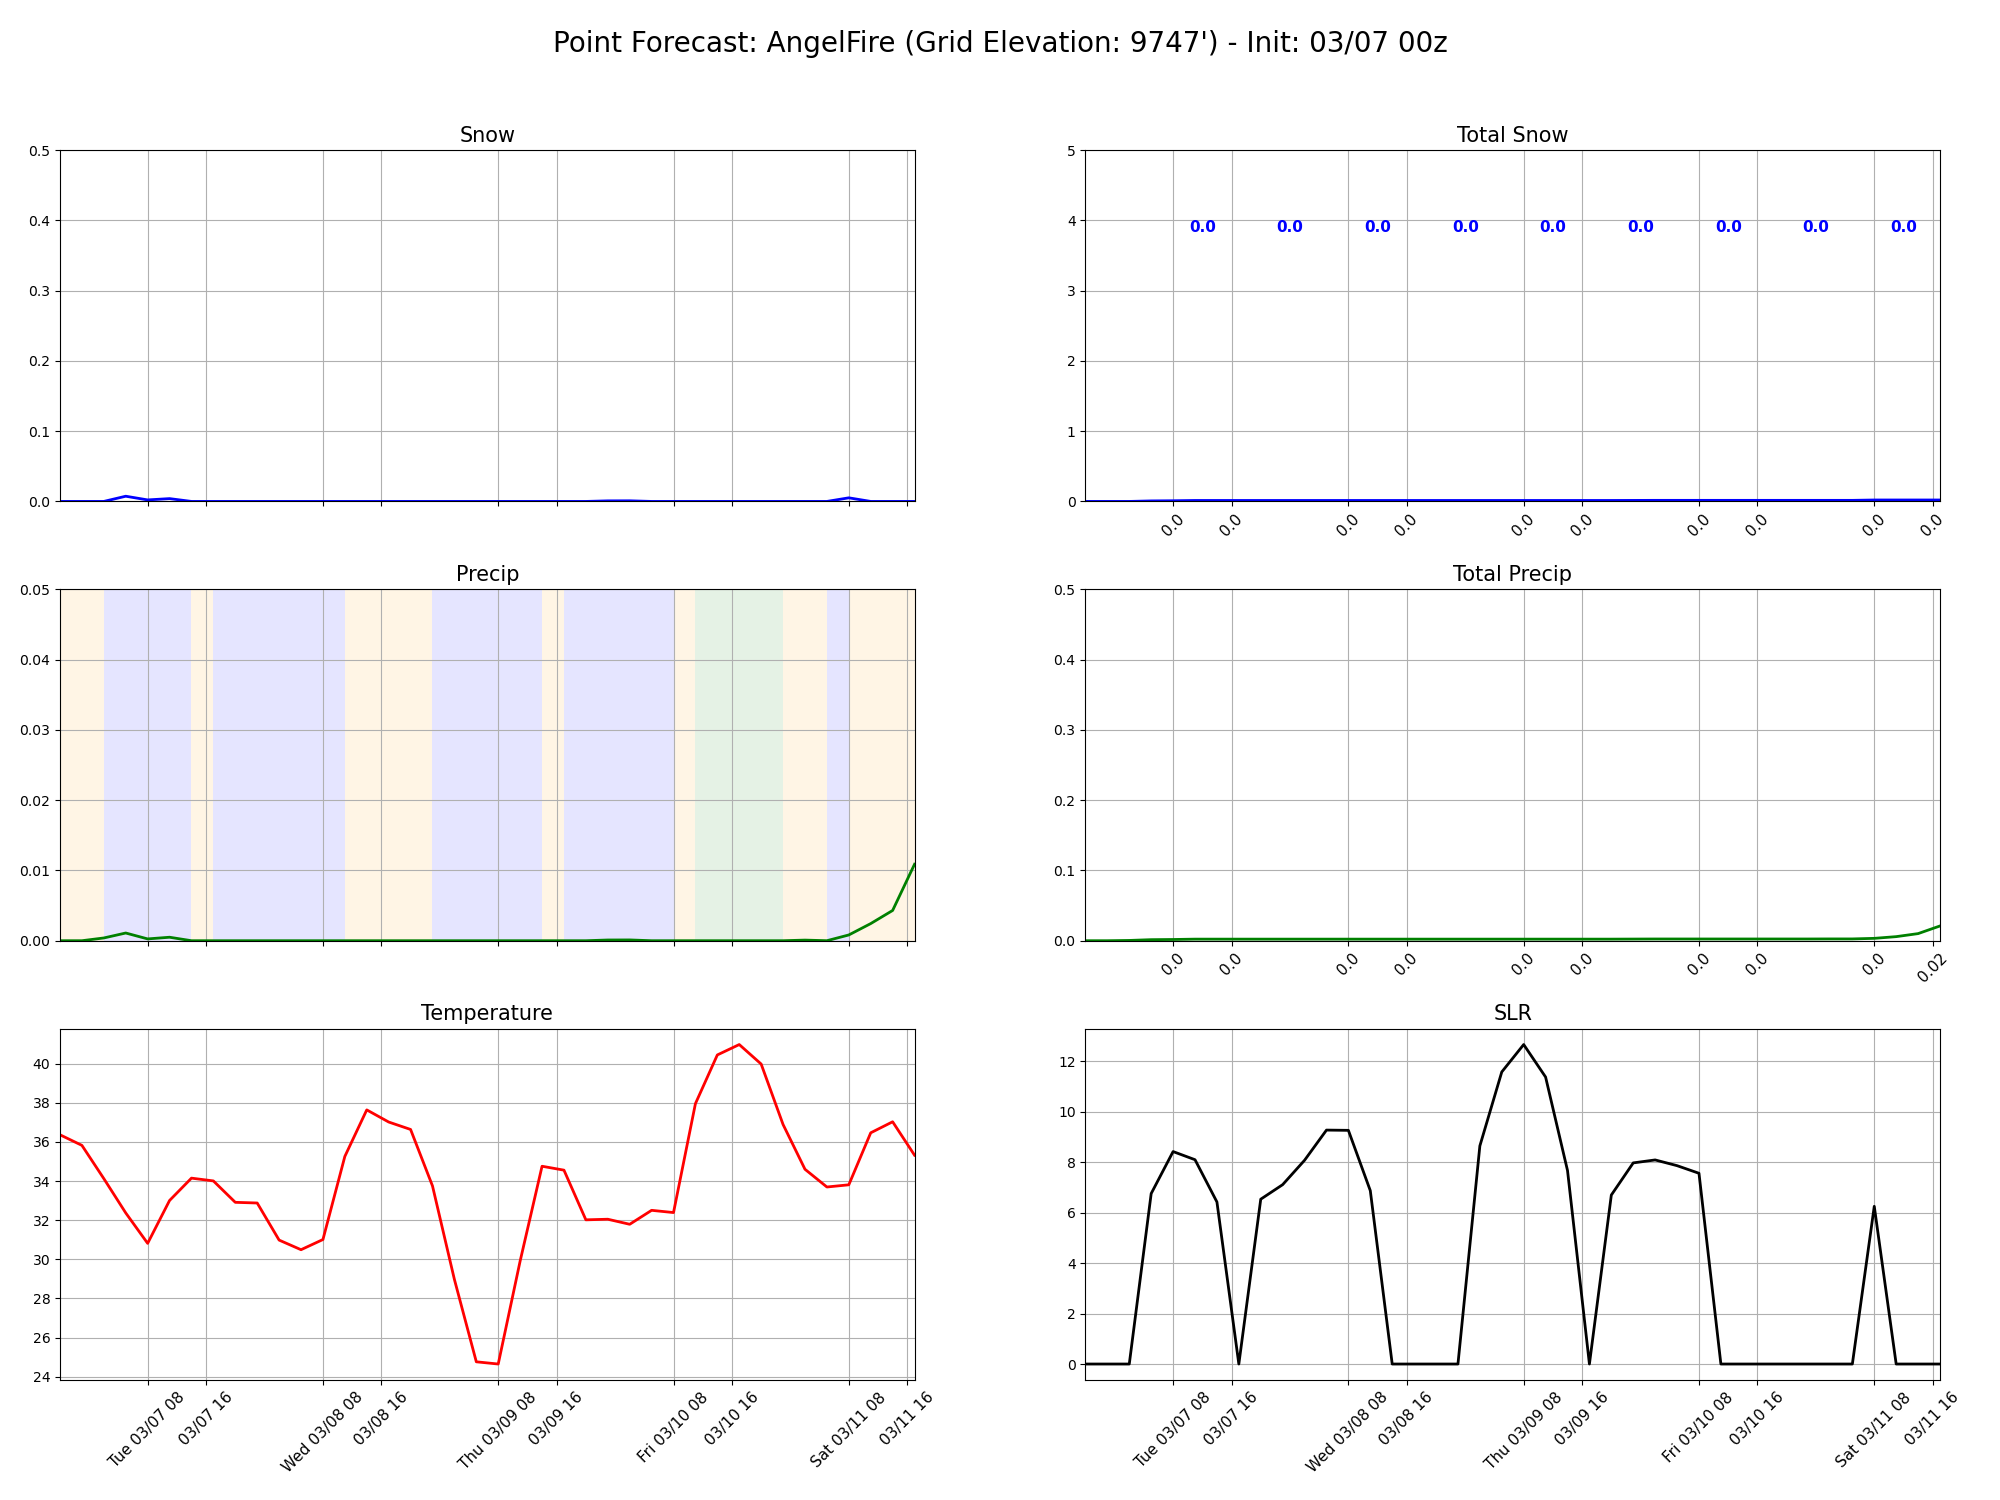 Point Forecast: AngelFire (Grid Elevation: 9747') - Init: 03/07 00z
Snow
0.5
0.4
0.3
0.2
0.1
0.0
Total Snow
5
4
3
2
1
0
0.0 0.0 0.0 0.0 0.0 0.0 0.0 0.0 0.0
0.0 0.0 0.0 0.0 0.0 0.0 0.0 0.0 0.0 0.0
Precip
0.05
0.04
0.03
0.02
0.01
0.00
Total Precip
0.5
0.4
0.3
0.2
0.1
0.0
0.0 0.0 0.0 0.0 0.0 0.0 0.0 0.0 0.0 0.02
Temperature
40
38
36
34
32
30
28
26
24
Tue 03/07 08
03/07 16
Wed 03/08 08
03/08 16
Thu 03/09 08
03/09 16
Fri 03/10 08
03/10 16
Sat 03/11 08
03/11 16
SLR
12
10
8
6
4
2
0
Tue 03/07 08
03/07 16
Wed 03/08 08
03/08 16
Thu 03/09 08
03/09 16
Fri 03/10 08
03/10 16
Sat 03/11 08
03/11 16